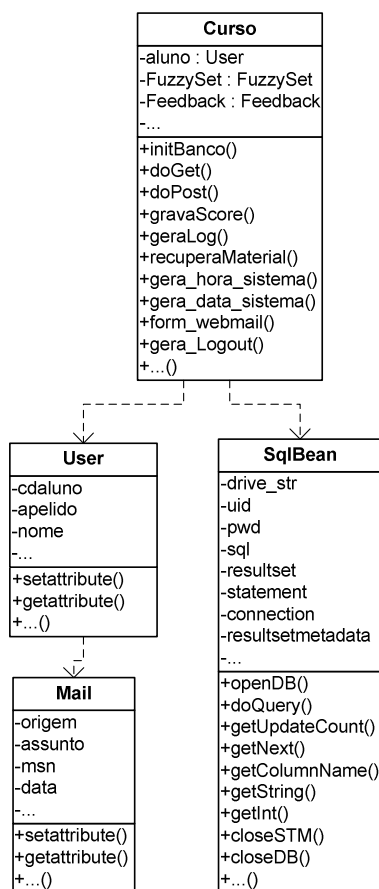 Curso
-aluno : User
-FuzzySet : FuzzySet
-Feedback : Feedback
-...
+initBanco()
+doGet()
+doPost()
+gravaScore()
+geraLog()
+recuperaMaterial()
+gera_hora_sistema()
+gera_data_sistema()
+form_webmail()
+gera_Logout()
+...()
User
-cdaluno
-apelido
-nome
-...
+setattribute()
+getattribute()
+...()
Mail
-origem
-assunto
-msn
-data
-...
+setattribute()
+getattribute()
+...()
SqlBean
-drive_str
-uid
-pwd
-sql
-resultset
-statement
-connection
-resultsetmetadata
-...
+openDB()
+doQuery()
+getUpdateCount()
+getNext()
+getColumnName()
+getString()
+getInt()
+closeSTM()
+closeDB()
+...()